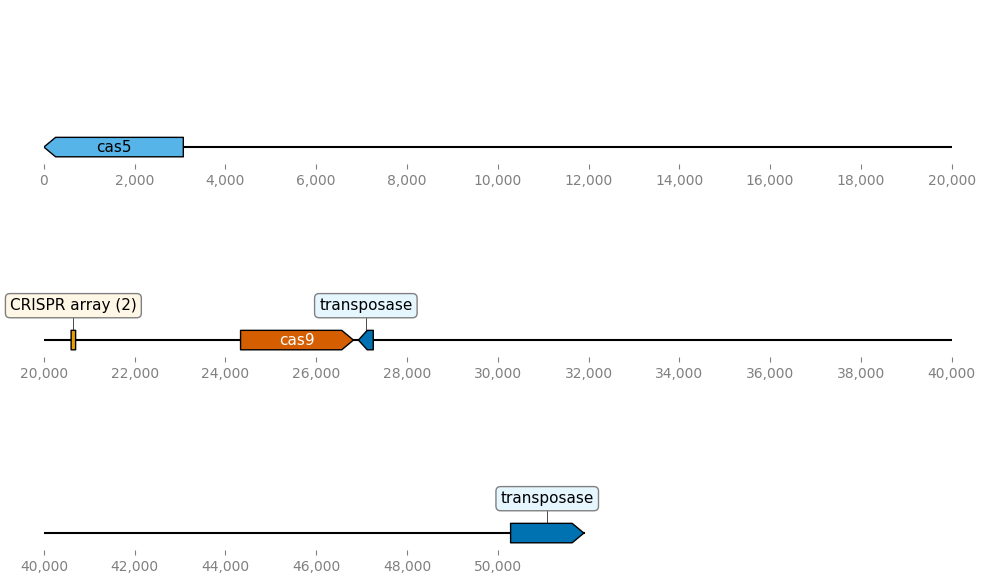 cas5
0 2,000 4,000 6,000 8,000 10,000 12,000 14,000 16,000 18,000 20,000
CRISPR array (2) transposase
cas9
20,000 22,000 24,000 26,000 28,000 30,000 32,000 34,000 36,000 38,000 40,000
transposase
40,000 42,000 44,000 46,000 48,000 50,000